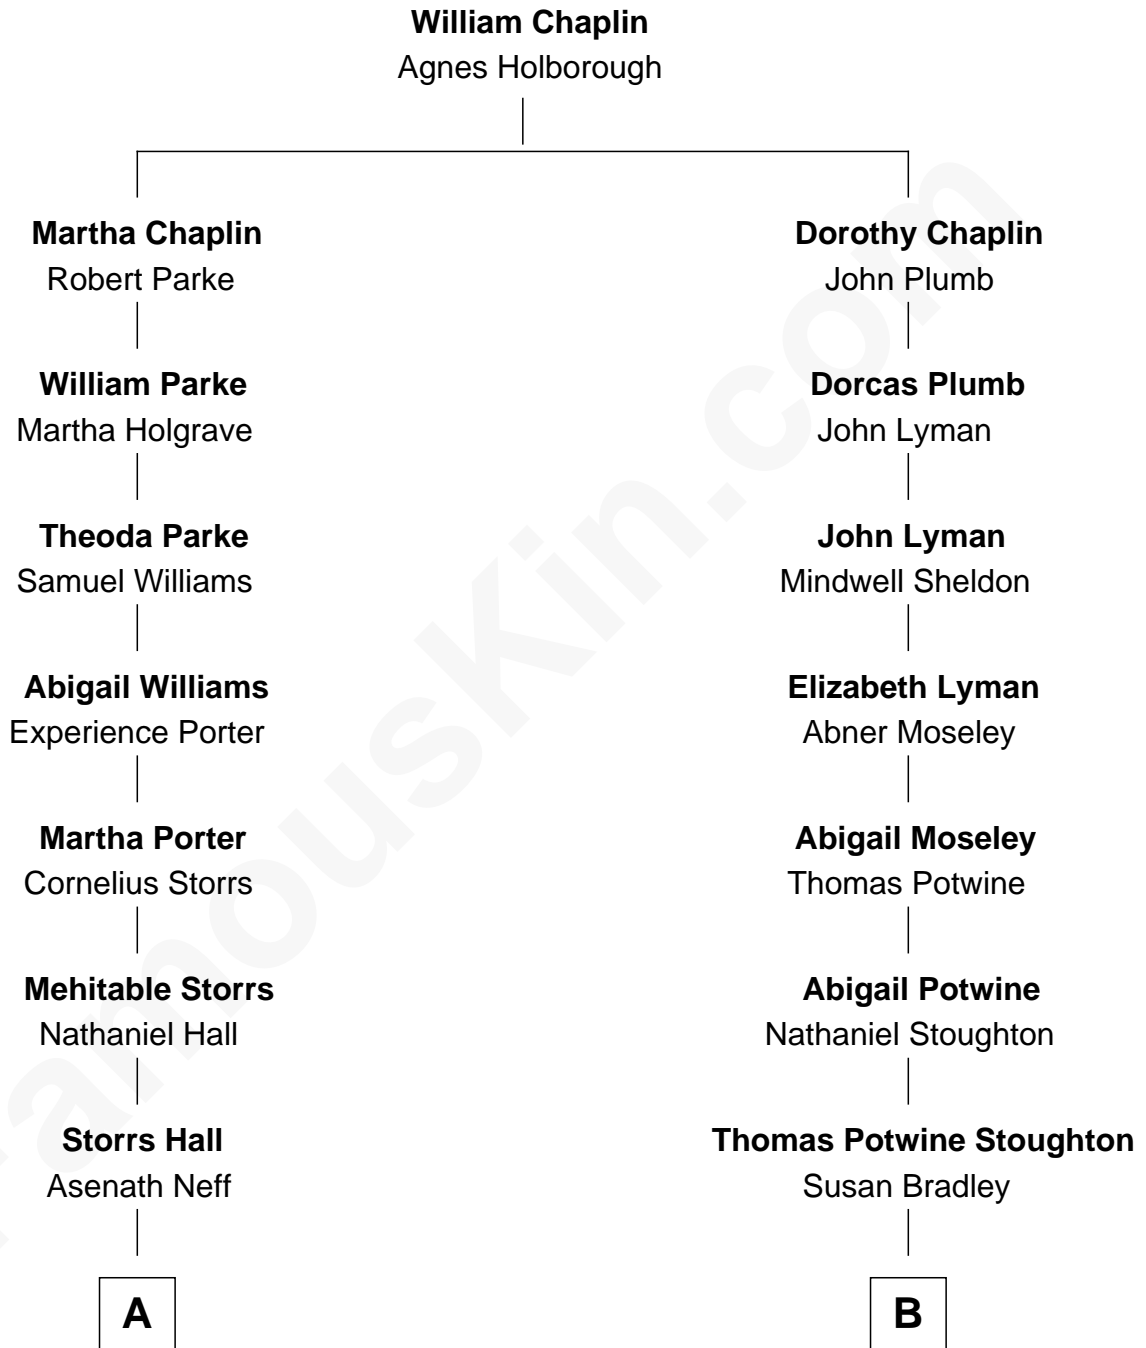 William Chaplin
Agnes Holborough
Martha Chaplin
Robert Parke
Dorothy Chaplin
John Plumb
William Parke
Martha Holgrave
Dorcas Plumb
John Lyman
Theoda Parke
Samuel Williams
John Lyman
Mindwell Sheldon
Abigail Williams
Experience Porter
Elizabeth Lyman
Abner Moseley
Martha Porter
Cornelius Storrs
Abigail Moseley
Thomas Potwine
Mehitable Storrs
Nathaniel Hall
Abigail Potwine
Nathaniel Stoughton
Storrs Hall
Asenath Neff
Thomas Potwine Stoughton
Susan Bradley
A
B
FamousKin.com